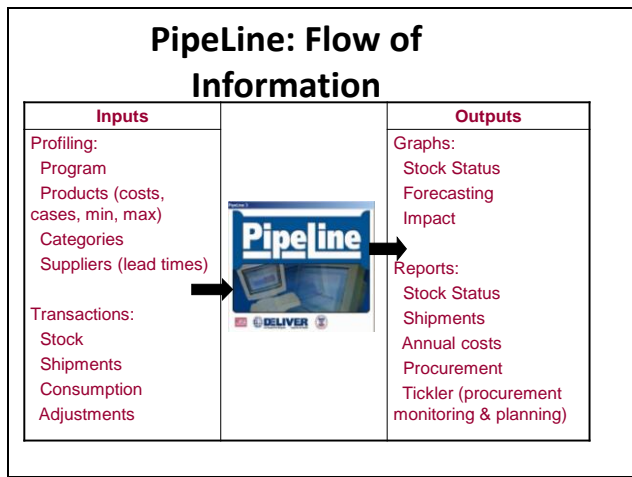 PipeLine: Flow of
Information
Inputs
Profiling:
Program
Products (costs,
cases, min, max)
Categories
Suppliers (lead times)
Transactions:
Stock
Shipments
Consumption
Adjustments
PipeLine
DELIVER
Outputs
Graphs:
Stock Status
Forecasting
Impact
Reports:
Stock Status
Shipments
Annual costs
Procurement
Tickler (procurement
monitoring & planning)